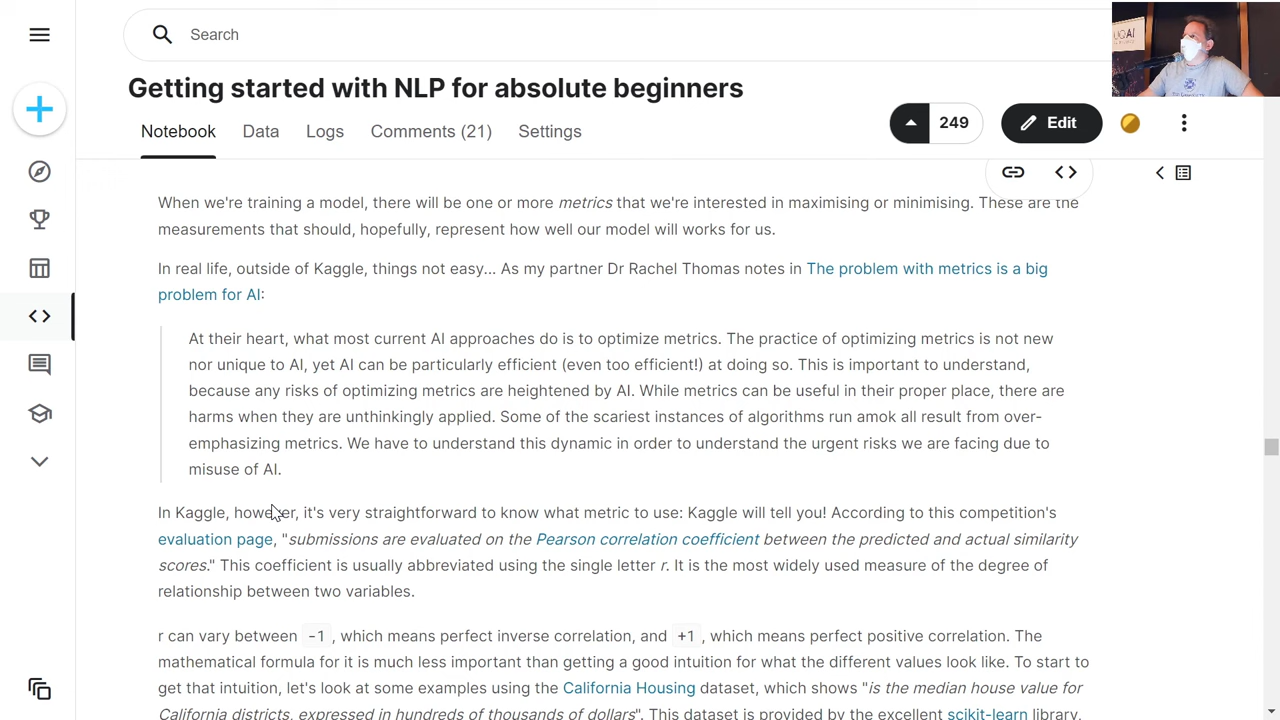 Search
Getting started with NLP for absolute beginners
Notebook Data Logs Comments (21) Settings
249 Edit
When we're training a model, there will be one or more metrics that we're interested in maximising or minimising. These are the
measurements that should, hopefully, represent how well our model will works for us.
In real life, outside of Kaggle, things not easy... As my partner Dr Rachel Thomas notes in The problem with metrics is a big
problem for AI:
At their heart, what most current AI approaches do is to optimize metrics. The practice of optimizing metrics is not new
nor unique to AI, yet AI can be particularly efficient (even too efficient!) at doing so. This is important to understand,
because any risks of optimizing metrics are heightened by AI. While metrics can be useful in their proper place, there are
harms when they are unthinkingly applied. Some of the scariest instances of algorithms run amok all result from over-
emphasizing metrics. We have to understand this dynamic in order to understand the urgent risks we are facing due to
misuse of AI.
In Kaggle, however, it's very straightforward to know what metric to use: Kaggle will tell you! According to this competition's
evaluation page, "submissions are evaluated on the Pearson correlation coefficient between the predicted and actual similarity
scores." This coefficient is usually abbreviated using the single letter r. It is the most widely used measure of the degree of
relationship between two variables.
r can vary between -1 , which means perfect inverse correlation, and +1 , which means perfect positive correlation. The
mathematical formula for it is much less important than getting a good intuition for what the different values look like. To start to
get that intuition, let's look at some examples using the California Housing dataset, which shows "is the median house value for
California districts, expressed in hundreds of thousands of dollars". This dataset is provided by the excellent scikit-learn library,